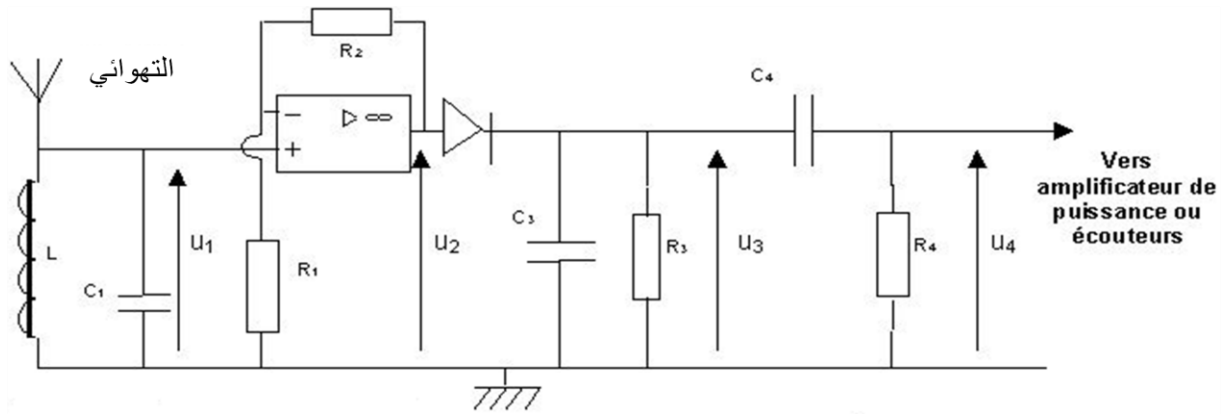 R₂
التهوائي
C₄
▷ ∞
−
+
Vers
amplificateur de
puissance ou
écouteurs
L
C₁
u₁
R₁
u₂
C₃
R₃
u₃
R₄
u₄